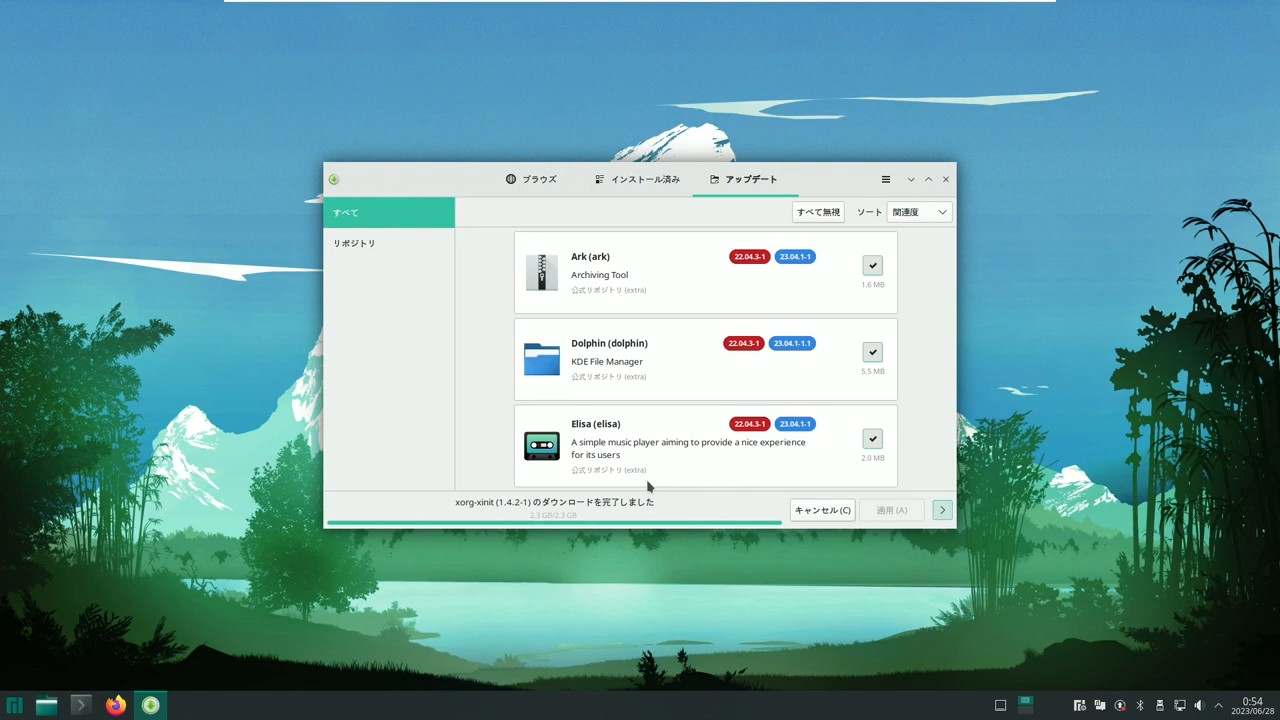 ブラウズ
インストール済み
アップデート
すべて
リポジトリ
すべて無視
ソート
関連度
Ark (ark)
22.04.3-1
23.04.1-1
Archiving Tool
公式リポジトリ (extra)
1.6 MB
Dolphin (dolphin)
22.04.3-1
23.04.1-1.1
KDE File Manager
公式リポジトリ (extra)
5.5 MB
Elisa (elisa)
22.04.3-1
23.04.1-1
A simple music player aiming to provide a nice experience
for its users
公式リポジトリ (extra)
2.0 MB
xorg-xinit (1.4.2-1) のダウンロードを完了しました
2.3 GB/2.3 GB
キャンセル (C)
適用 (A)
0:54
2023/06/28